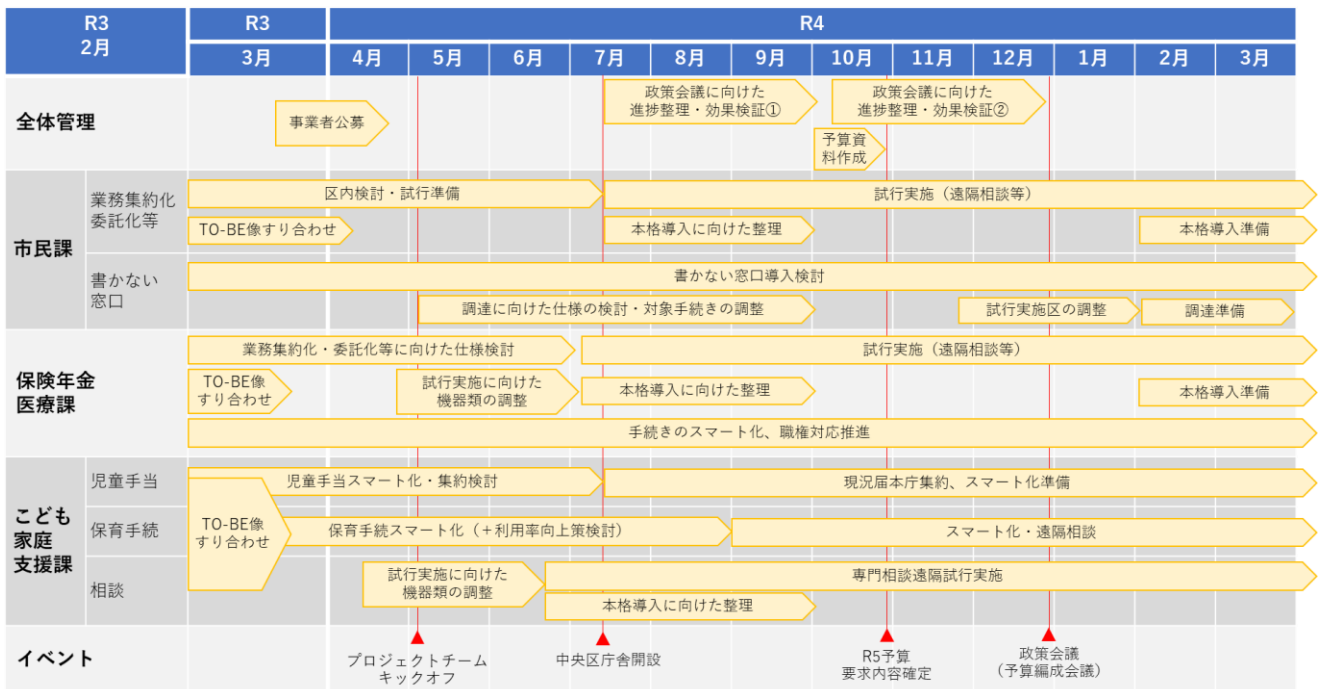 R3
2月
R3
R4
3月
4月
5月
6月
7月
8月
9月
10月
11月
12月
1月
2月
3月
全体管理
事業者公募
政策会議に向けた
進捗整理・効果検証①
政策会議に向けた
進捗整理・効果検証②
予算資
料作成
市民課
業務集約化
委託化等
区内検討・試行準備
試行実施（遠隔相談等）
TO-BE像すり合わせ
本格導入に向けた整理
本格導入準備
書かない
窓口
書かない窓口導入検討
調達に向けた仕様の検討・対象手続きの調整
試行実施区の調整
調達準備
保険年金
医療課
業務集約化・委託化等に向けた仕様検討
試行実施（遠隔相談等）
TO-BE像
すり合わせ
試行実施に向けた
機器類の調整
本格導入に向けた整理
本格導入準備
手続きのスマート化、職権対応推進
こども
家庭
支援課
児童手当
児童手当スマート化・集約検討
現況届本庁集約、スマート化準備
TO-BE像
すり合わせ
保育手続
保育手続スマート化（＋利用率向上策検討）
スマート化・遠隔相談
相談
試行実施に向けた
機器類の調整
専門相談遠隔試行実施
本格導入に向けた整理
イベント
プロジェクトチーム
キックオフ
中央区庁舎開設
R5予算
要求内容確定
政策会議
（予算編成会議）